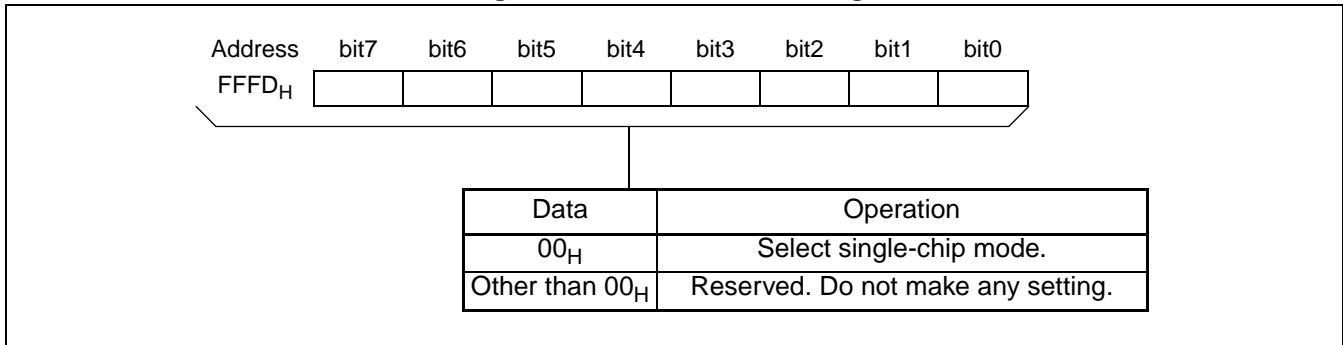 Address bit7 bit6 bit5 bit4 bit3 bit2 bit1 bit0
FFFDH
Data Operation
00H Select single-chip mode.
Other than 00H Reserved. Do not make any setting.